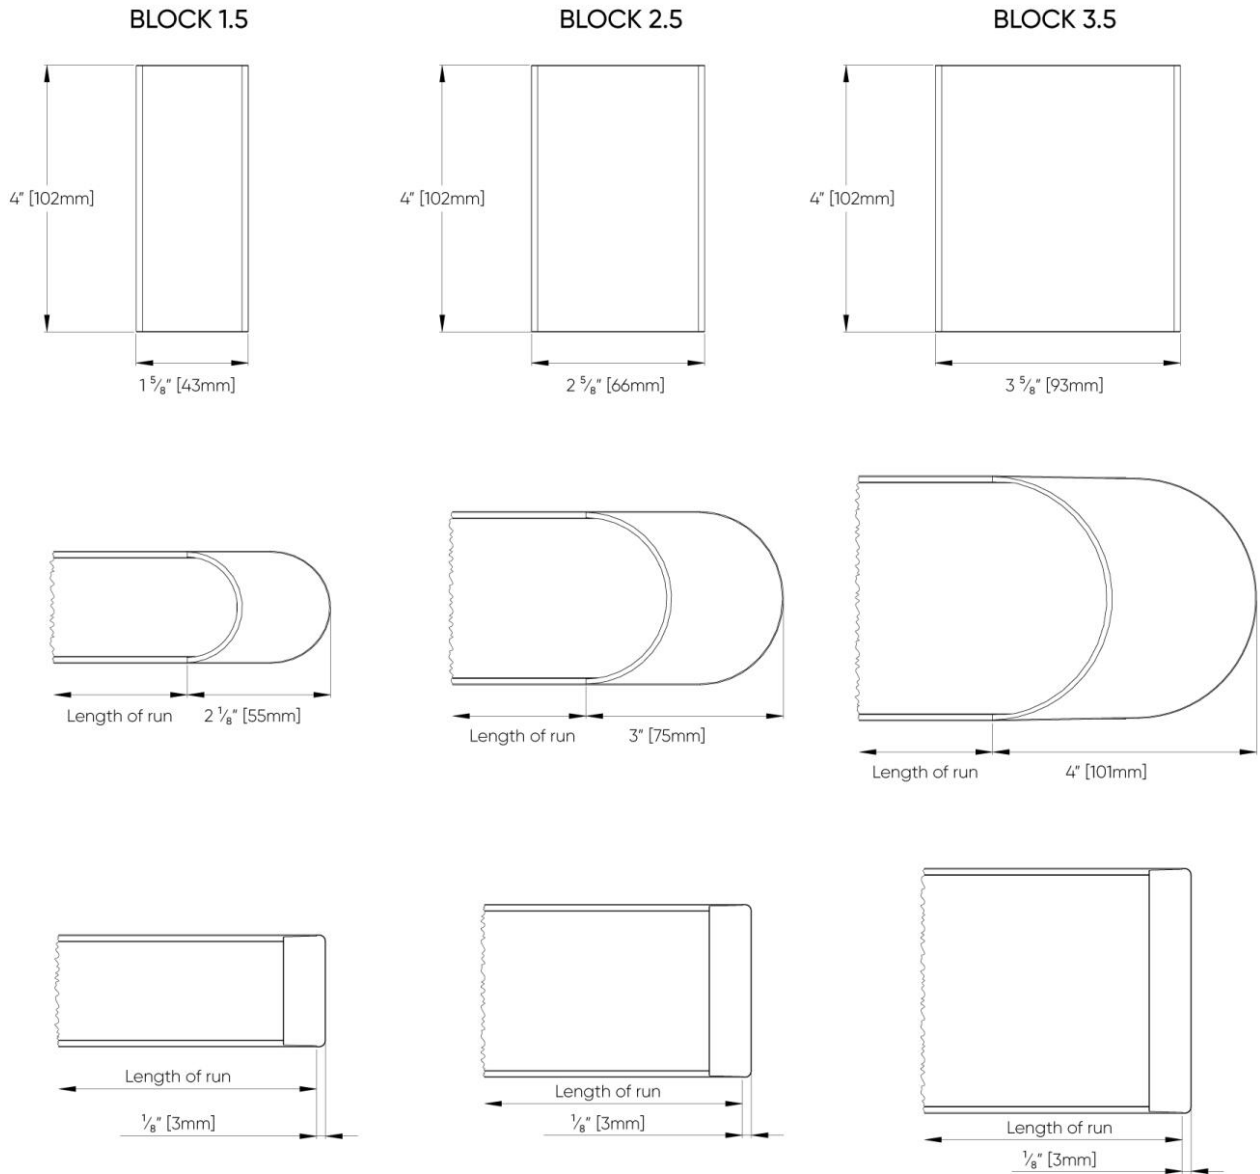 BLOCK 1.5
BLOCK 2.5
BLOCK 3.5
4" [102mm]
4" [102mm]
4" [102mm]
1 5/8" [43mm]
2 5/8" [66mm]
3 5/8" [93mm]
Length of run
2 1/8" [55mm]
Length of run
3" [75mm]
Length of run
4" [101mm]
Length of run
1/8" [3mm]
Length of run
1/8" [3mm]
Length of run
1/8" [3mm]